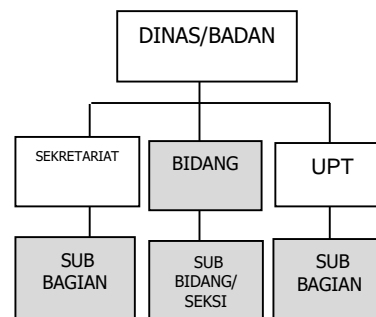 DINAS/BADAN
SEKRETARIAT
BIDANG
UPT
SUB
BAGIAN
SUB
BIDANG/
SEKSI
SUB
BAGIAN